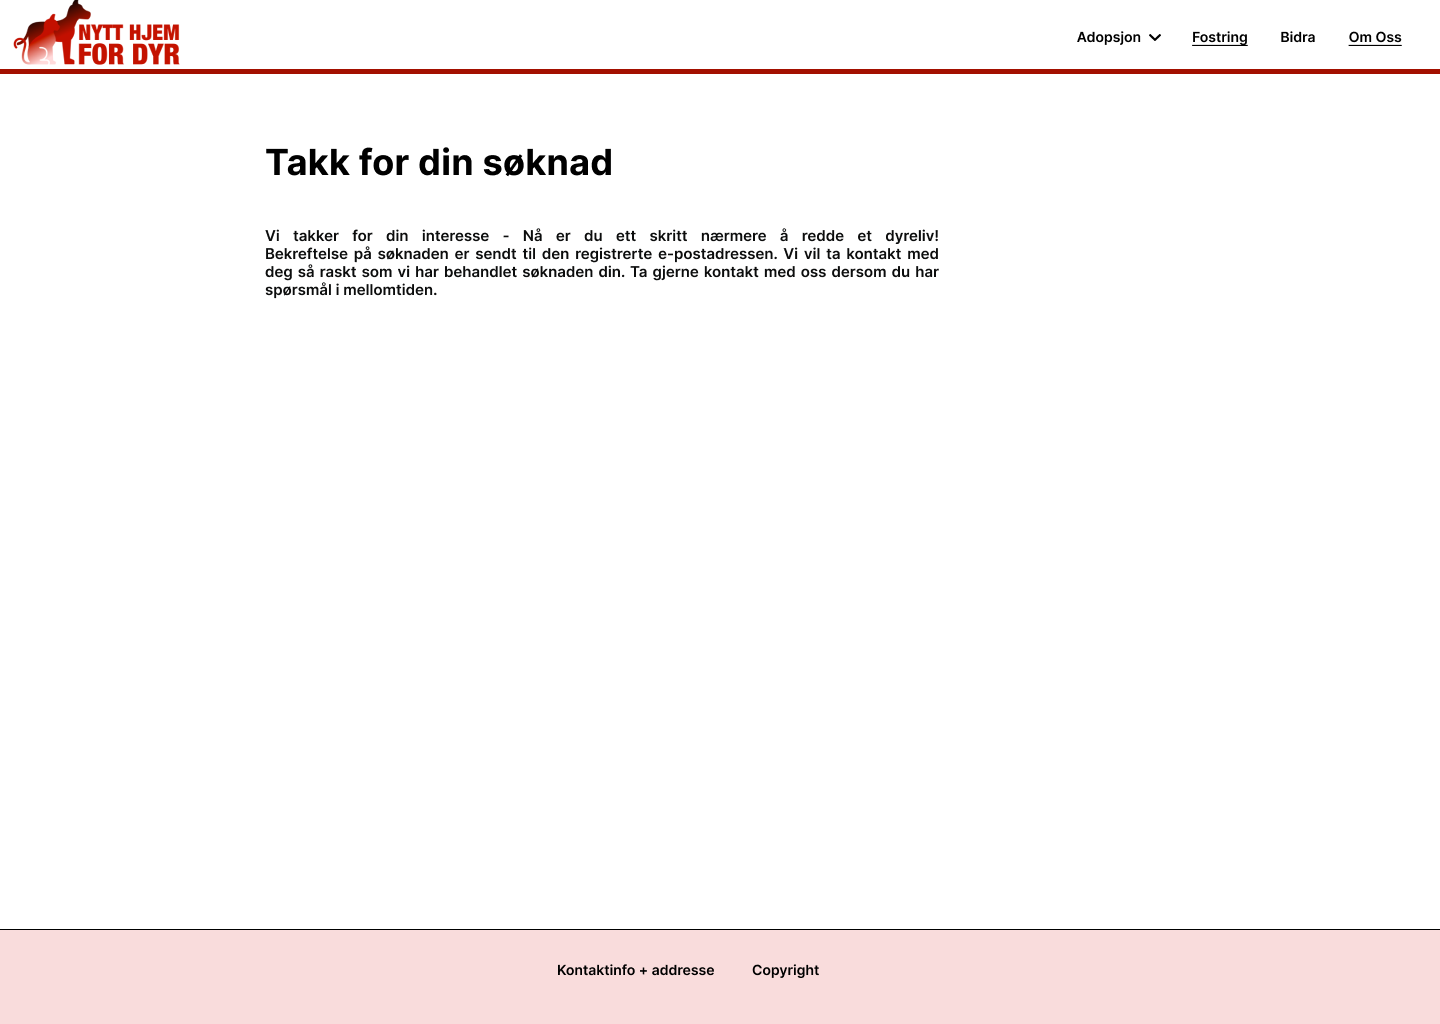 NYTT HJEM
FOR DYR
Adopsjon
Fostring
Bidra
Om Oss
Takk for din søknad
Vi takker for din interesse - Nå er du ett skritt nærmere å redde et dyreliv!
Bekreftelse på søknaden er sendt til den registrerte e-postadressen. Vi vil ta kontakt med
deg så raskt som vi har behandlet søknaden din. Ta gjerne kontakt med oss dersom du har
spørsmål i mellomtiden.
Kontaktinfo + addresse
Copyright